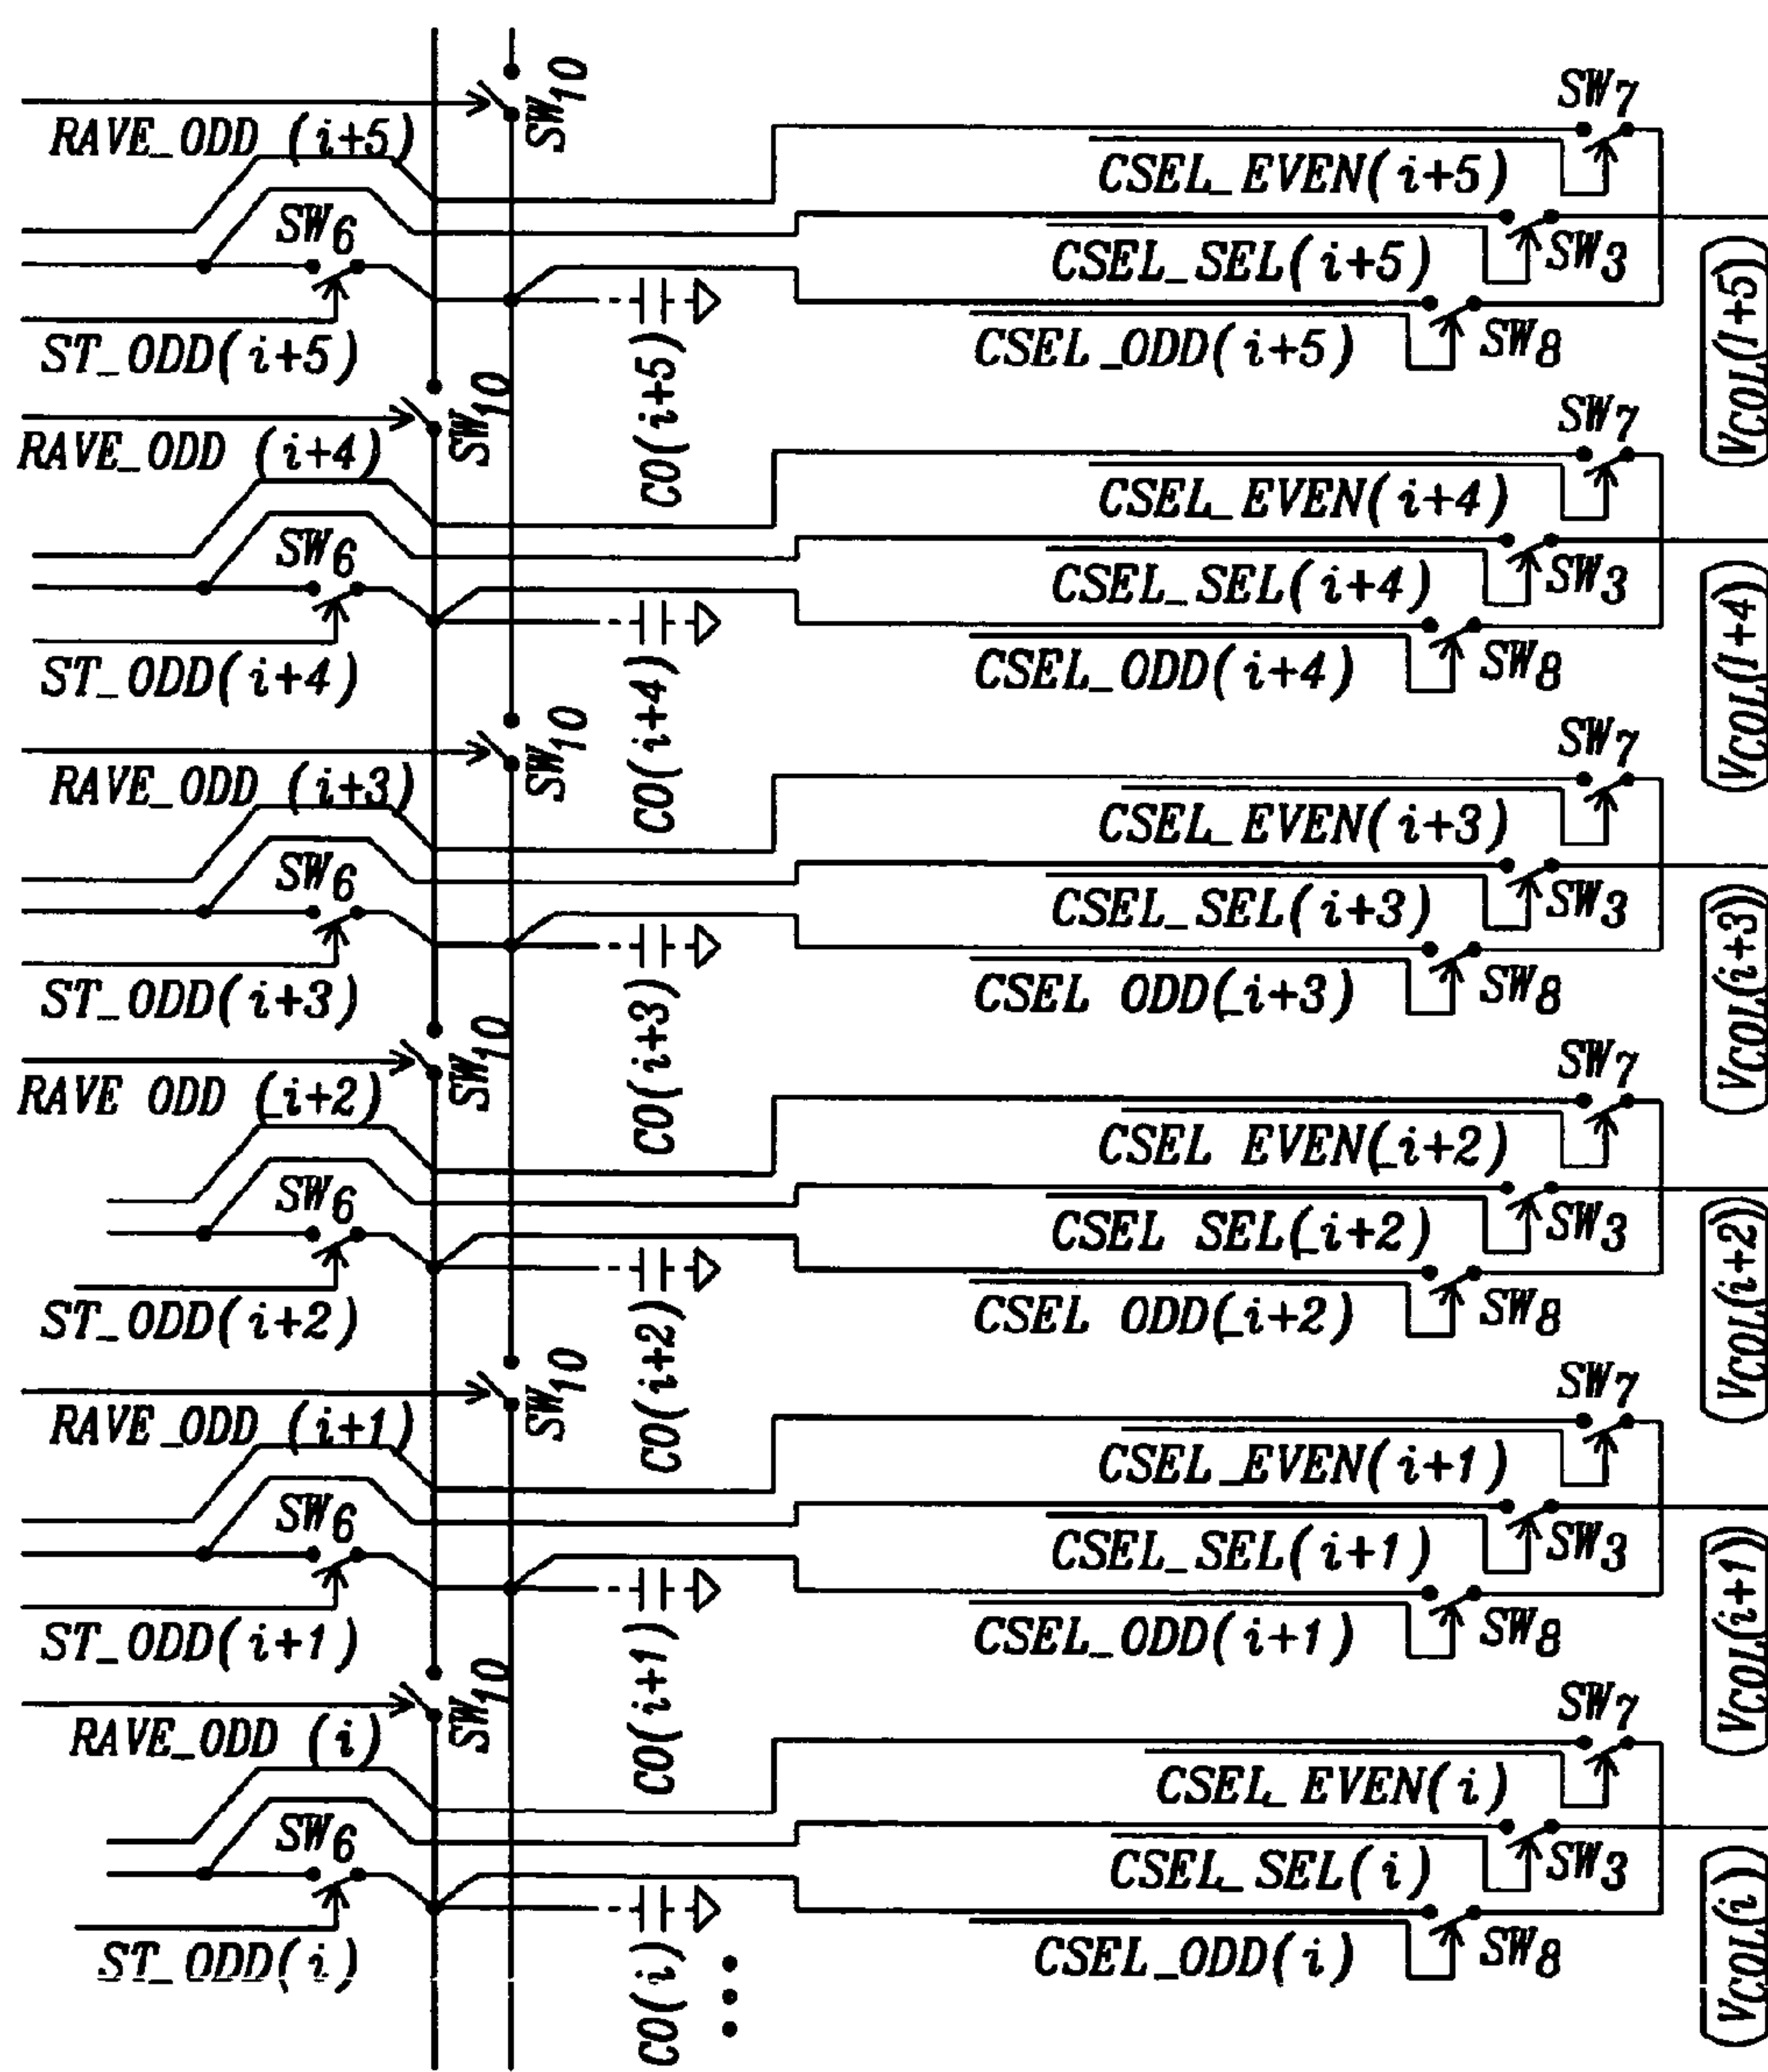 SW10
SW7
RAVE_ODD (i+5)
CSEL_EVEN(i+5)
SW6
CSEL_SEL(i+5)
SW3
ST_ODD(i+5)
CO(i+5)
CSEL_ODD(i+5)
SW8
VCOL(I+5)
SW10
SW7
RAVE_ODD (i+4)
CSEL_EVEN(i+4)
SW6
CSEL_SEL(i+4)
SW3
ST_ODD(i+4)
CO(i+4)
CSEL_ODD(i+4)
SW8
VCOL(I+4)
SW10
SW7
RAVE_ODD (i+3)
CSEL_EVEN(i+3)
SW6
CSEL_SEL(i+3)
SW3
ST_ODD(i+3)
CO(i+3)
CSEL ODD(_i+3)
SW8
VCOL(i+3)
SW10
SW7
RAVE ODD (_i+2)
CSEL EVEN(_i+2)
SW6
CSEL SEL(_i+2)
SW3
ST_ODD(i+2)
CO(i+2)
CSEL ODD(_i+2)
SW8
VCOL(i+2)
SW10
SW7
RAVE_ODD (i+1)
CSEL_EVEN(i+1)
SW6
CSEL_SEL(i+1)
SW3
ST_ODD(i+1)
CO(i+1)
CSEL_ODD(i+1)
SW8
VCOL(i+1)
SW10
SW7
RAVE_ODD (i)
CSEL_EVEN(i)
SW6
CSEL_SEL(i)
SW3
ST_ODD(i)
CO(i)
CSEL_ODD(i)
SW8
VCOL(i)